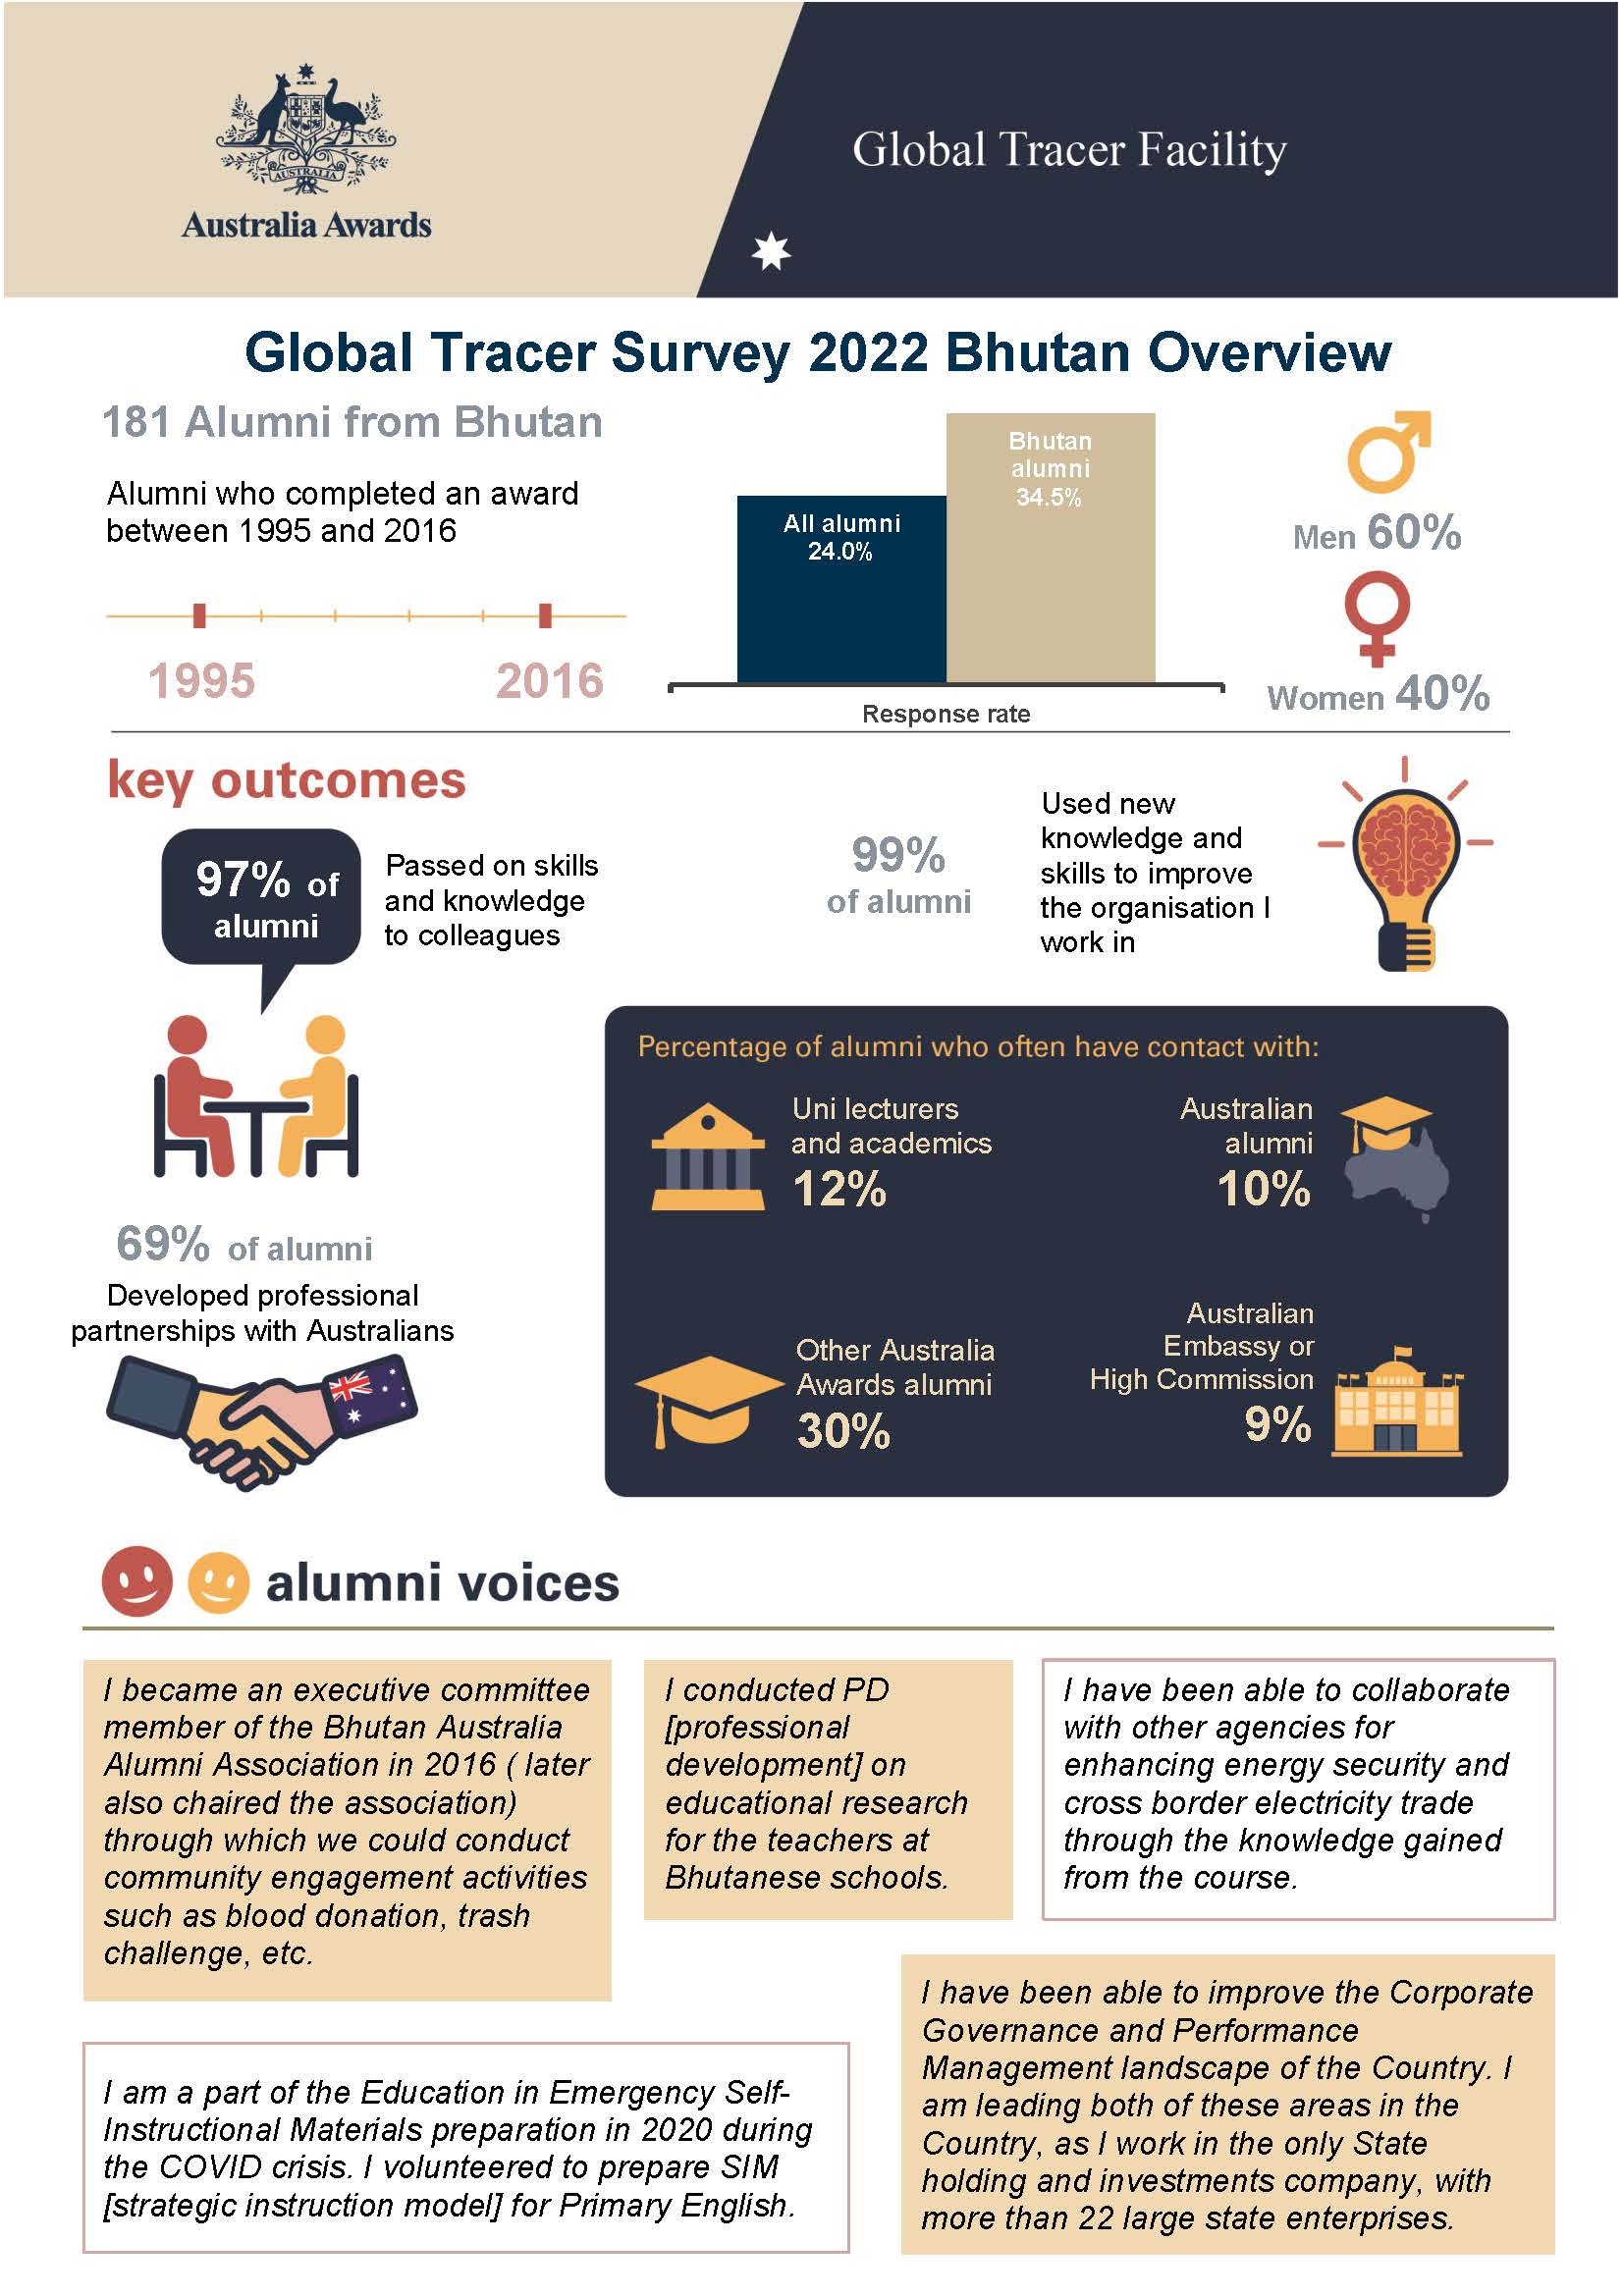 AUSTRALIA
Australia Awards
Global Tracer Facility
Global Tracer Survey 2022 Bhutan Overview
181 Alumni from Bhutan
Alumni who completed an award
between 1995 and 2016
1995
2016
All alumni
24.0%
Bhutan
alumni
34.5%
Response rate
Men 60%
Women 40%
key outcomes
97% of
alumni
Passed on skills
and knowledge
to colleagues
99%
of alumni
Used new
knowledge and
skills to improve
the organisation I
work in
69% of alumni
Developed professional
partnerships with Australians
Percentage of alumni who often have contact with:
Uni lecturers
and academics
12%
Australian
alumni
10%
Other Australia
Awards alumni
30%
Australian
Embassy or
High Commission
9%
alumni voices
I became an executive committee
member of the Bhutan Australia
Alumni Association in 2016 ( later
also chaired the association)
through which we could conduct
community engagement activities
such as blood donation, trash
challenge, etc.
I conducted PD
[professional
development] on
educational research
for the teachers at
Bhutanese schools.
I have been able to collaborate
with other agencies for
enhancing energy security and
cross border electricity trade
through the knowledge gained
from the course.
I am a part of the Education in Emergency Self-
Instructional Materials preparation in 2020 during
the COVID crisis. I volunteered to prepare SIM
[strategic instruction model] for Primary English.
I have been able to improve the Corporate
Governance and Performance
Management landscape of the Country. I
am leading both of these areas in the
Country, as I work in the only State
holding and investments company, with
more than 22 large state enterprises.